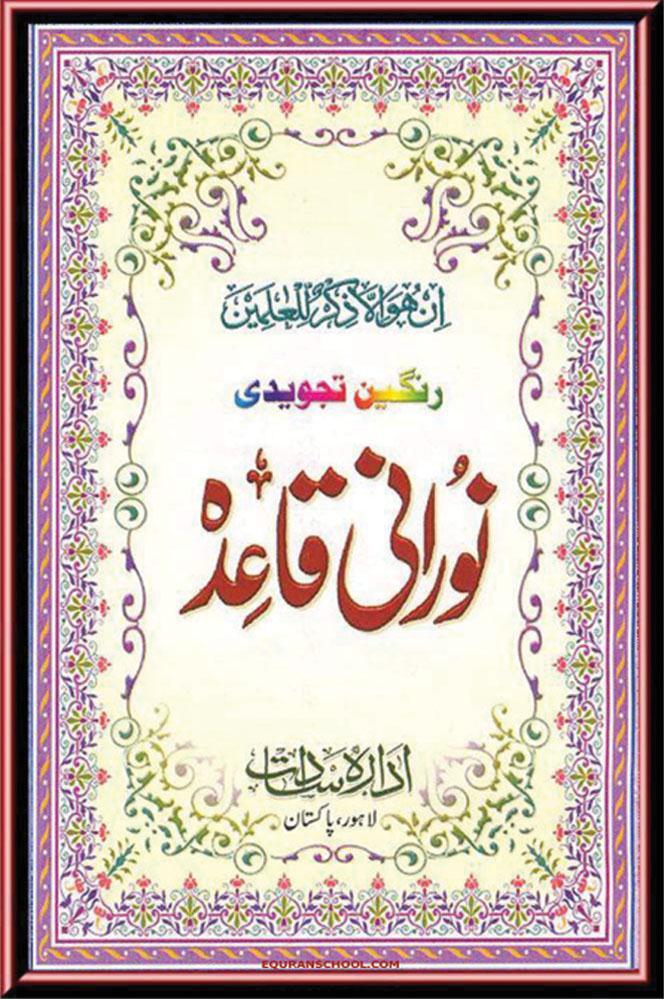 اِنۡ هُوَ اِلَّا ذِكۡرٌ لِّلۡعٰلَمِيۡنَ
رنگین تجویدی
نُورانی قاعِدہ
ادارہ سادات
لاہور، پاکستان
EQURANSCHOOL.COM